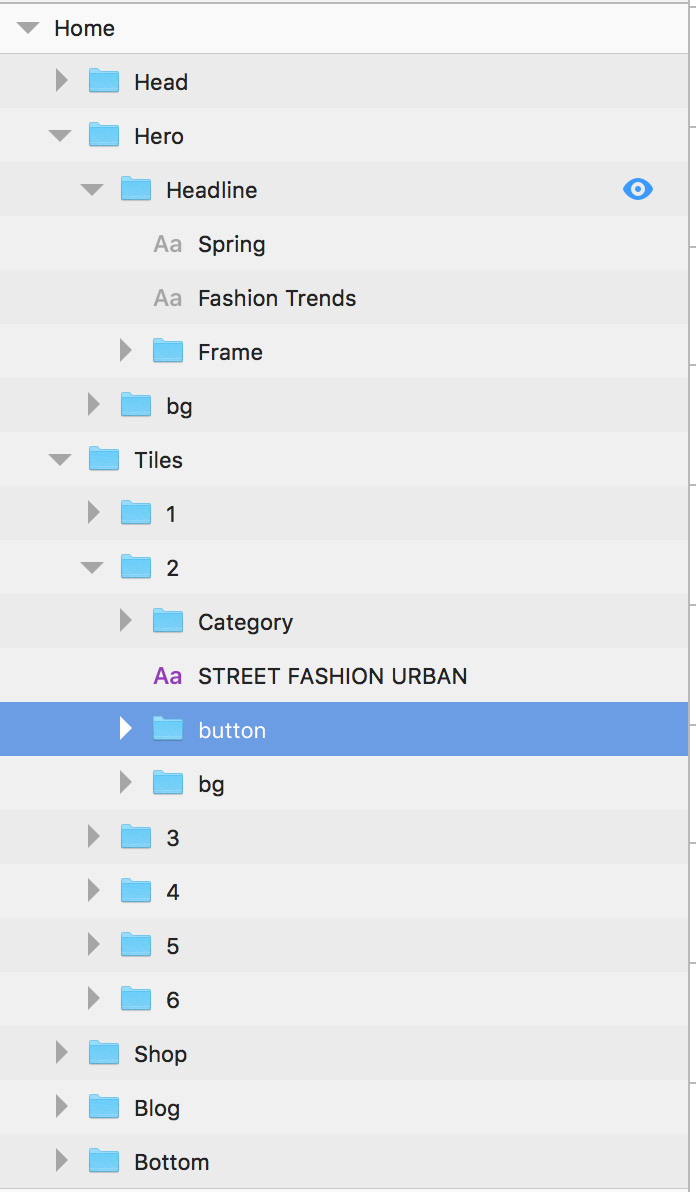 Home
Head
Hero
Headline
Aa Spring
Aa Fashion Trends
Frame
bg
Tiles
1
2
Category
Aa STREET FASHION URBAN
button
bg
3
4
5
6
Shop
Blog
Bottom